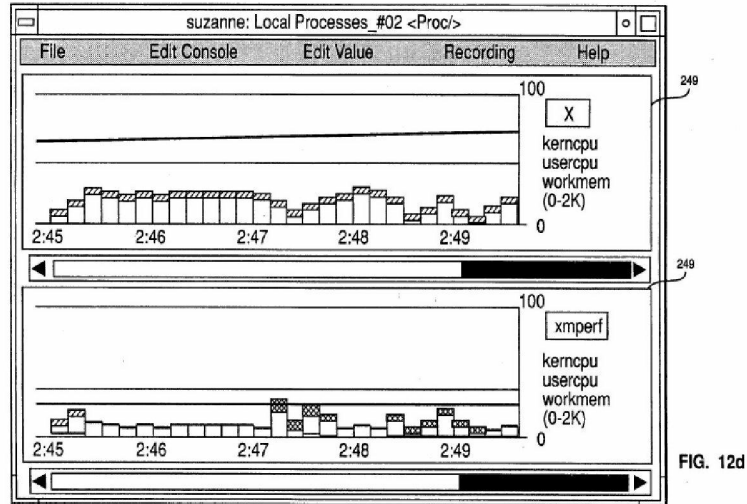 suzanne: Local Processes_#02 <Proc/>
File Edit Console Edit Value Recording Help
249
100
X
kerncpu
usercpu
workmem
(0-2K)
0
2:45 2:46 2:47 2:48 2:49
249
100
xmperf
kerncpu
usercpu
workmem
(0-2K)
0
2:45 2:46 2:47 2:48 2:49
FIG. 12d